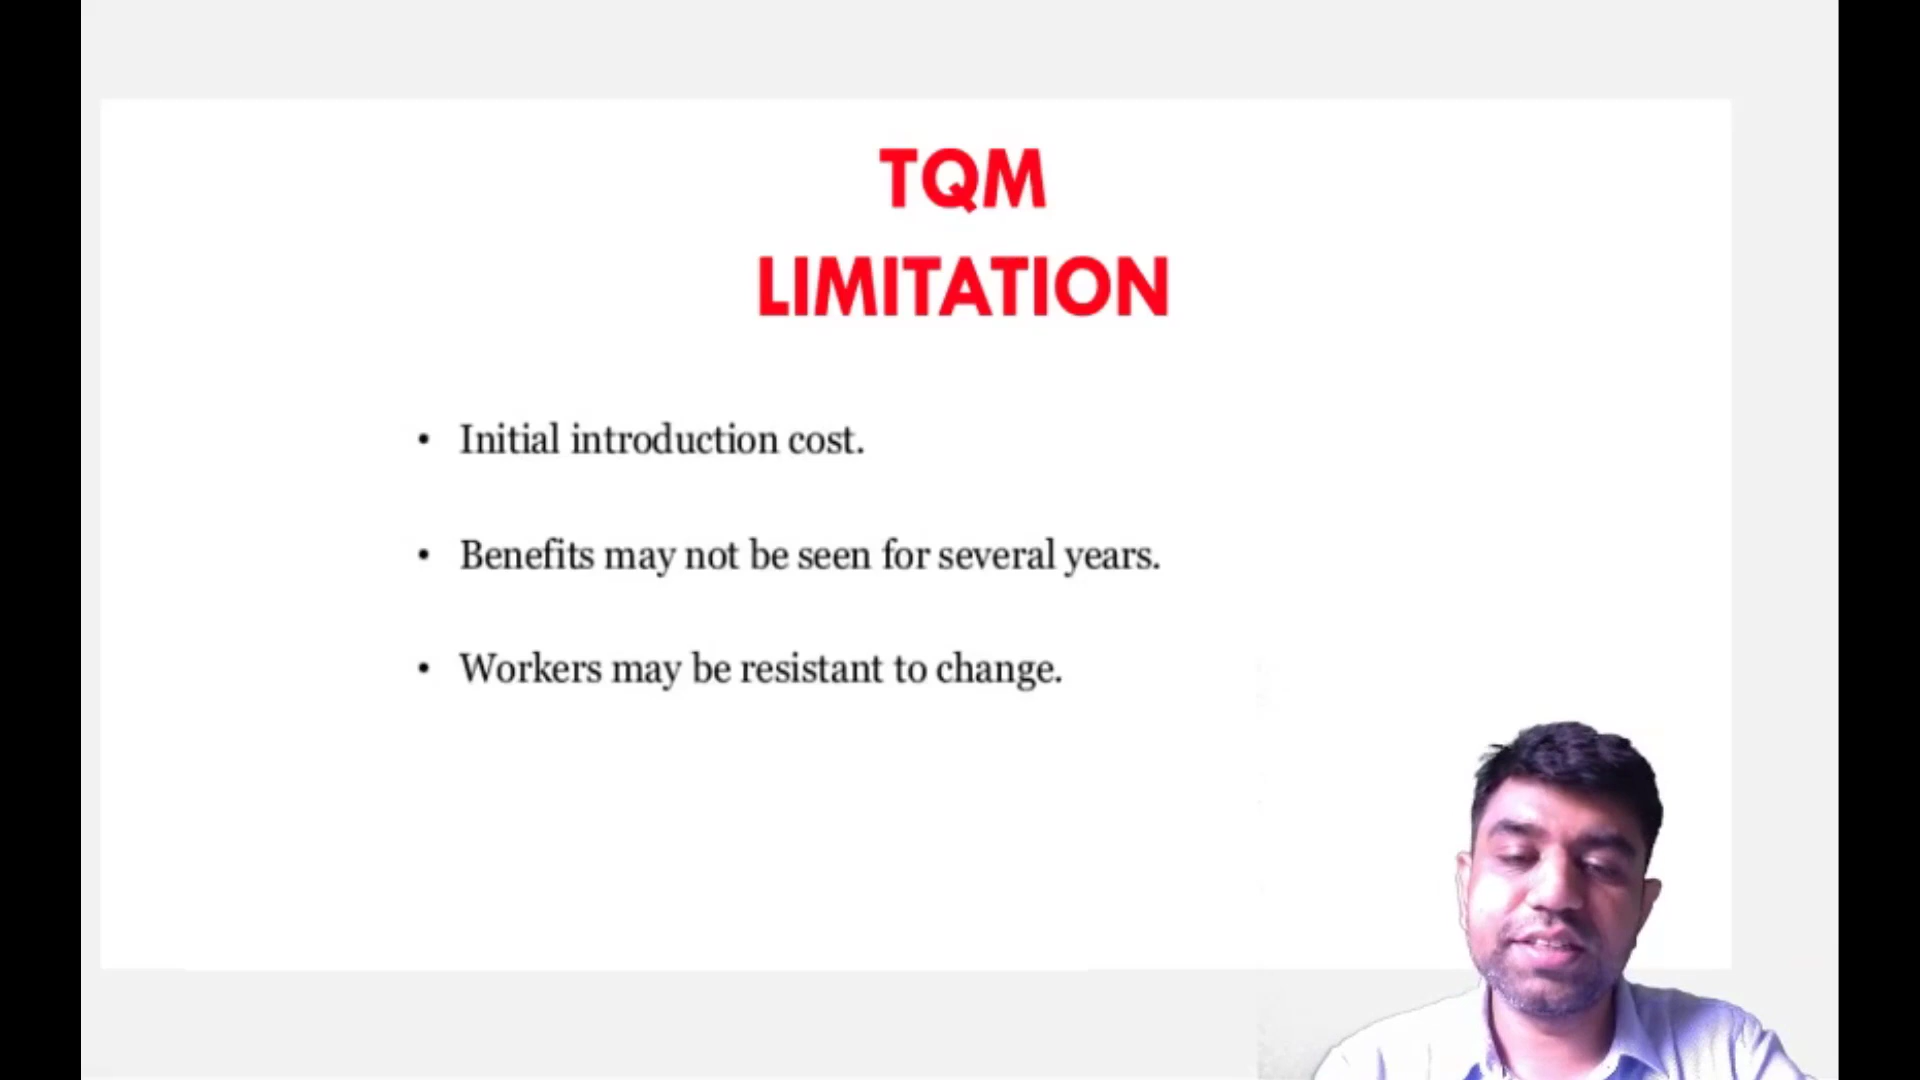 TQM
LIMITATION
• Initial introduction cost.
• Benefits may not be seen for several years.
• Workers may be resistant to change.